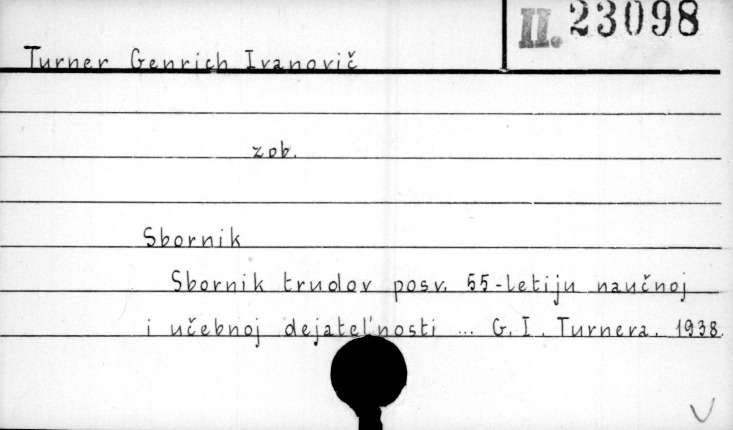 II. 23098
Turner Genrich Ivanovič
zob.
Sbornik
Sbornik trudov posv. 55-letiju naučnoj
i učebnoj dejatel'nosti ... G. I. Turnera. 1938.